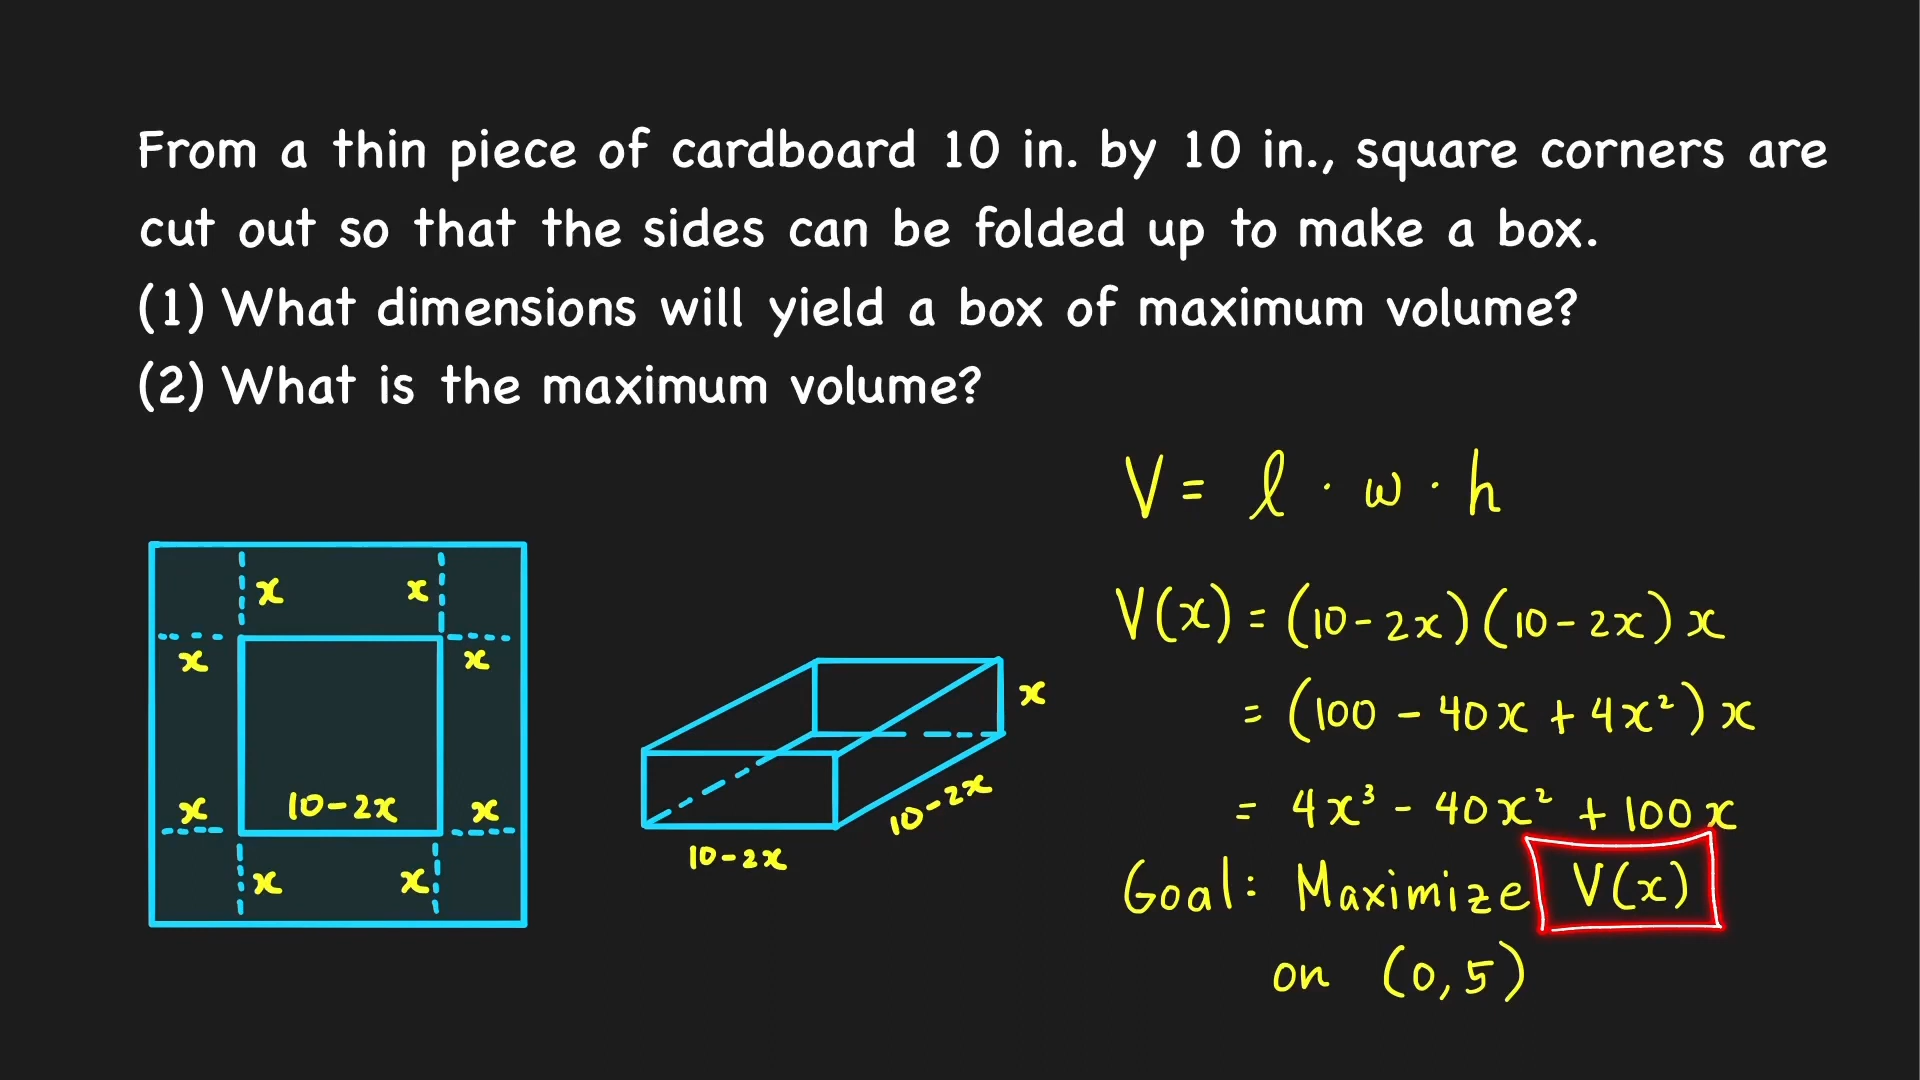 From a thin piece of cardboard 10 in. by 10 in., square corners are
cut out so that the sides can be folded up to make a box.
(1) What dimensions will yield a box of maximum volume?
(2) What is the maximum volume?
V = l · w · h
x x
x x
x 10-2x x
x x
x
10-2x
10-2x
V(x) = (10-2x)(10-2x)x
= (100 - 40x + 4x²)x
= 4x³ - 40x² + 100x
Goal: Maximize V(x)
on (0,5)